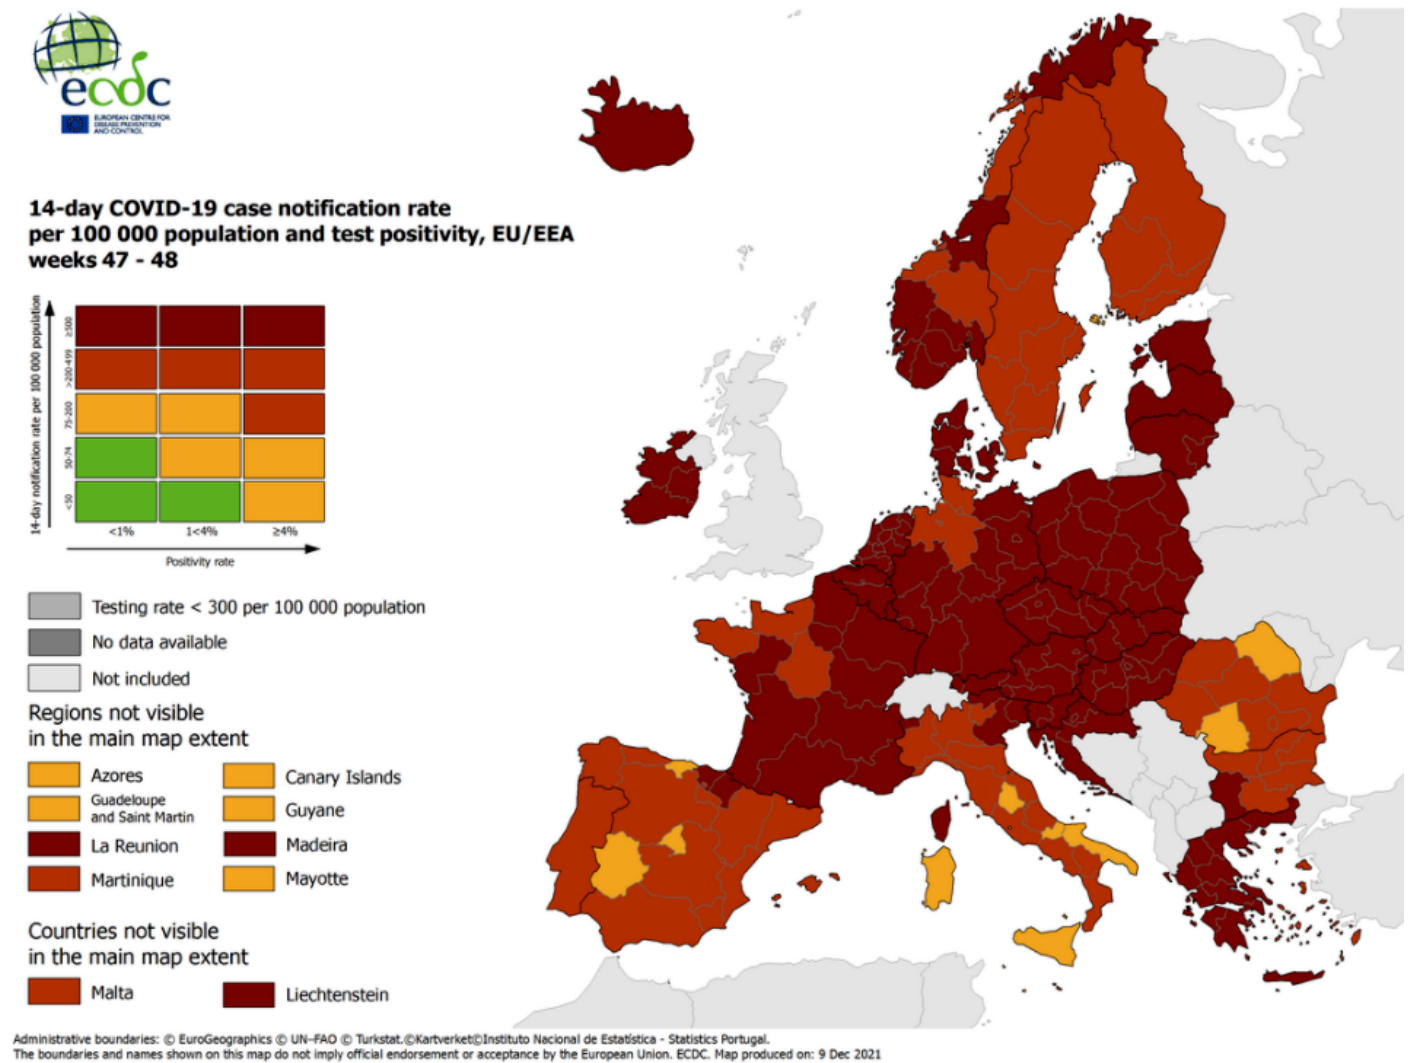 ecdc
EUROPEAN CENTRE FOR
DISEASE PREVENTION
AND CONTROL
14-day COVID-19 case notification rate
per 100 000 population and test positivity, EU/EEA
weeks 47 - 48
14-day notification rate per 100 000 population
≥500
>200-499
75-200
50-74
<50
<1%
1<4%
≥4%
Positivity rate
Testing rate < 300 per 100 000 population
No data available
Not included
Regions not visible
in the main map extent
Azores
Canary Islands
Guadeloupe
and Saint Martin
Guyane
La Reunion
Madeira
Martinique
Mayotte
Countries not visible
in the main map extent
Malta
Liechtenstein
Administrative boundaries: © EuroGeographics © UN–FAO © Turkstat.©Kartverket©Instituto Nacional de Estatística - Statistics Portugal.
The boundaries and names shown on this map do not imply official endorsement or acceptance by the European Union. ECDC. Map produced on: 9 Dec 2021